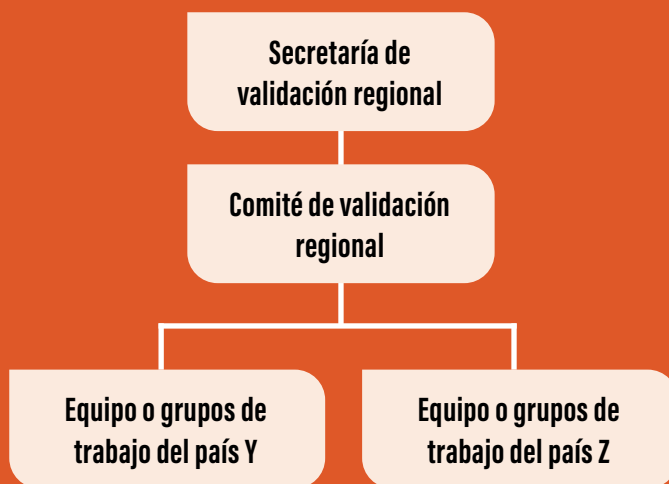 Secretaría de
validación regional
Comité de validación
regional
Equipo o grupos de
trabajo del país Y
Equipo o grupos de
trabajo del país Z